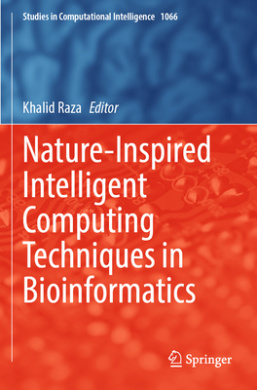 Studies in Computational Intelligence 1066
Khalid Raza Editor
Nature-Inspired
Intelligent
Computing
Techniques in
Bioinformatics
Springer